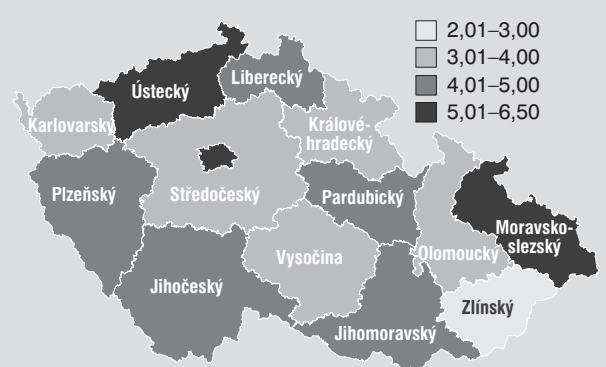 2,01–3,00
3,01–4,00
4,01–5,00
5,01–6,50
Ústecký
Liberecký
Karlovarský
Králové-
hradecký
Plzeňský
Středočeský
Pardubický
Moravsko-
slezský
Vysočina
Olomoucký
Jihočeský
Zlínský
Jihomoravský